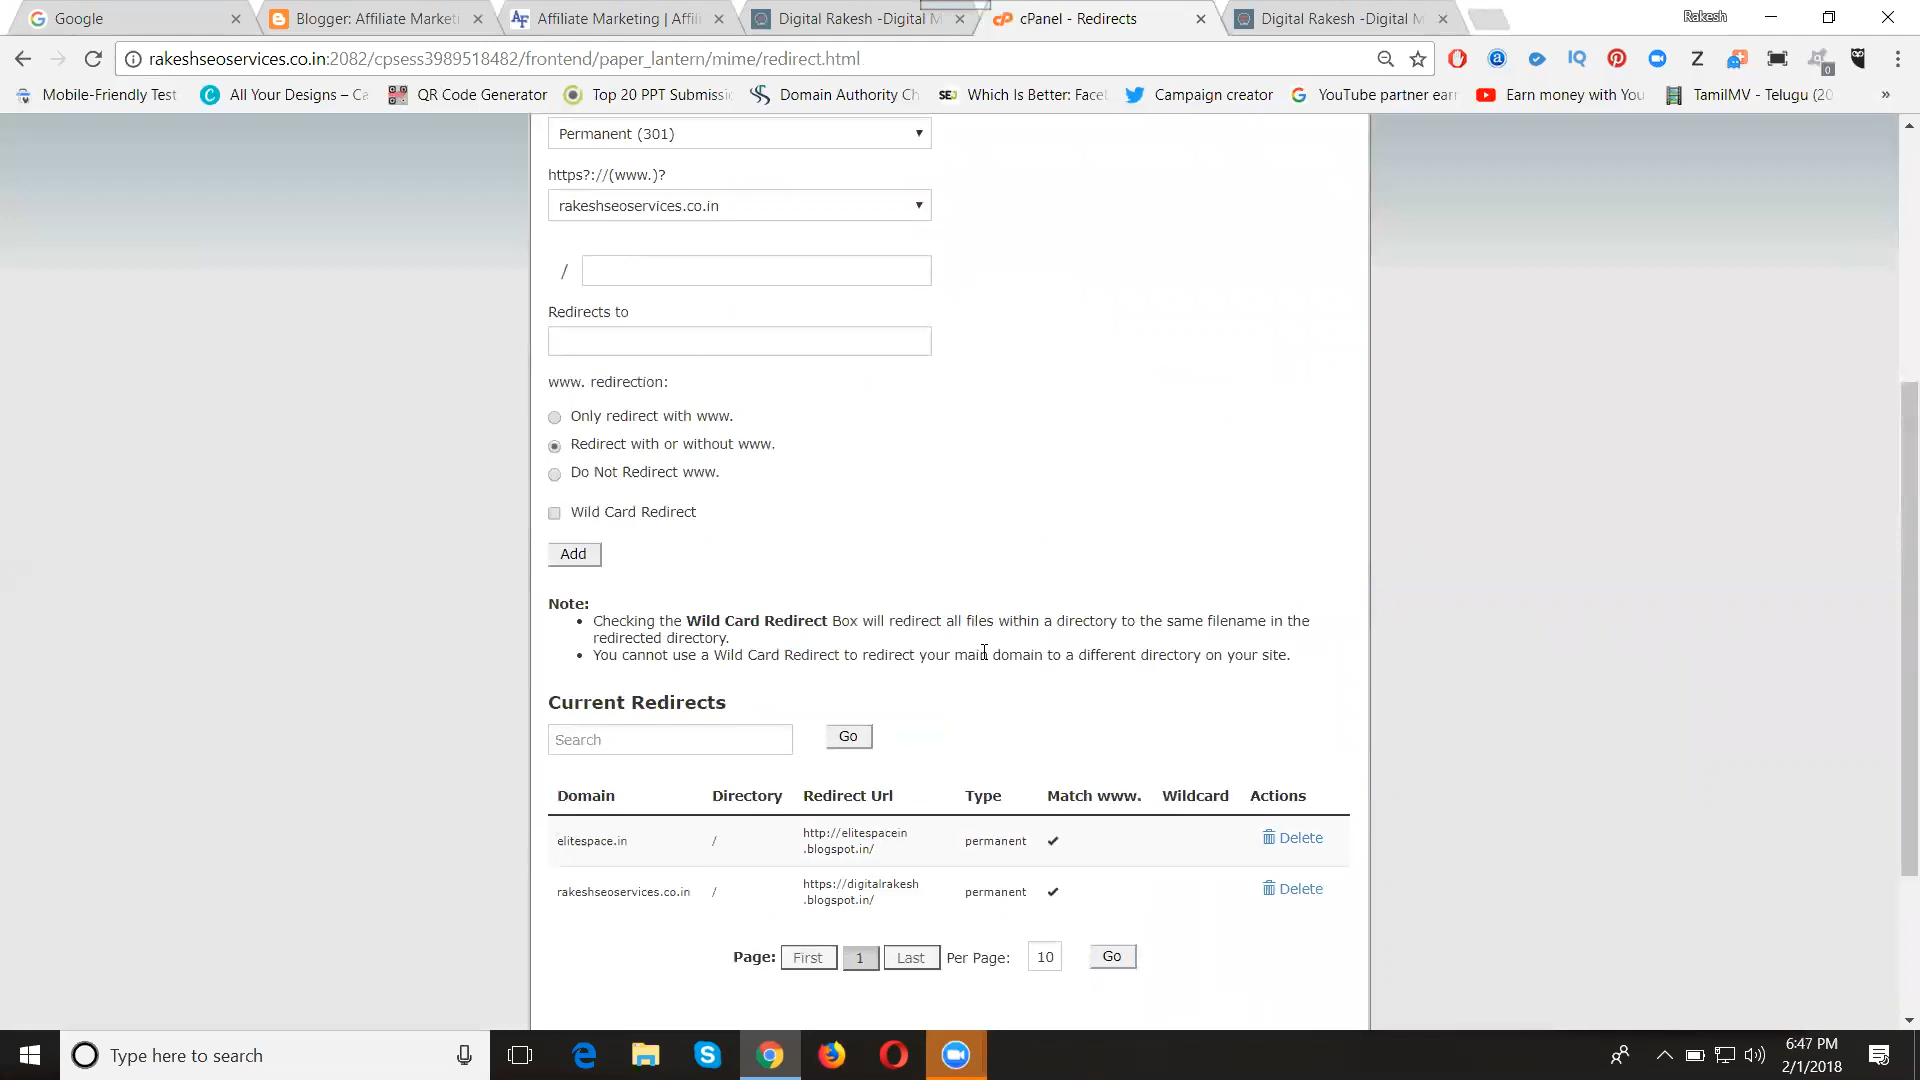 Google
Blogger: Affiliate Marketi
Affiliate Marketing | Affili
Digital Rakesh -Digital M
cPanel - Redirects
Digital Rakesh -Digital M
Rakesh
rakeshseoservices.co.in:2082/cpsess3989518482/frontend/paper_lantern/mime/redirect.html
Mobile-Friendly Test
All Your Designs – Ca
QR Code Generator
Top 20 PPT Submissi
Domain Authority Ch
SEJ Which Is Better: Face
Campaign creator
YouTube partner earn
Earn money with You
TamilMV - Telugu (20
»
Permanent (301)
https?://(www.)?
rakeshseoservices.co.in
/
Redirects to
www. redirection:
Only redirect with www.
Redirect with or without www.
Do Not Redirect www.
Wild Card Redirect
Add
Note:
• Checking the Wild Card Redirect Box will redirect all files within a directory to the same filename in the
redirected directory.
• You cannot use a Wild Card Redirect to redirect your main domain to a different directory on your site.
Current Redirects
Search
Go
Domain Directory Redirect Url Type Match www. Wildcard Actions
elitespace.in / http://elitespacein permanent ✔ Delete
.blogspot.in/
rakeshseoservices.co.in / https://digitalrakesh permanent ✔ Delete
.blogspot.in/
Page: First 1 Last Per Page: 10 Go
Type here to search
6:47 PM
2/1/2018